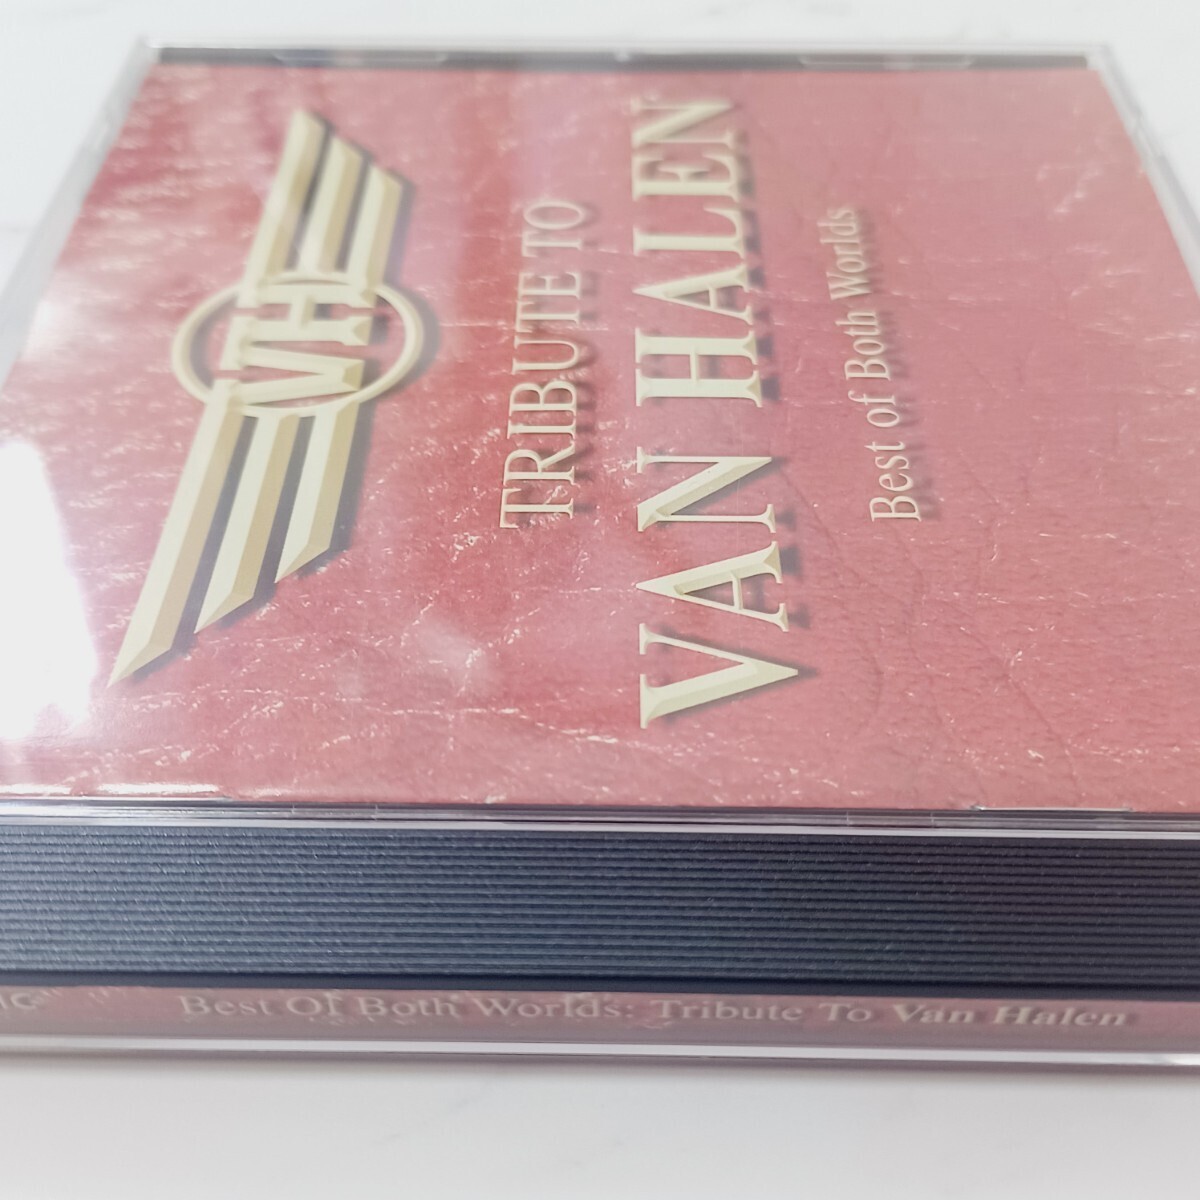 VH
TRIBUTE TO
VAN HALEN
Best of Both Worlds
Best Of Both Worlds: Tribute To Van Halen